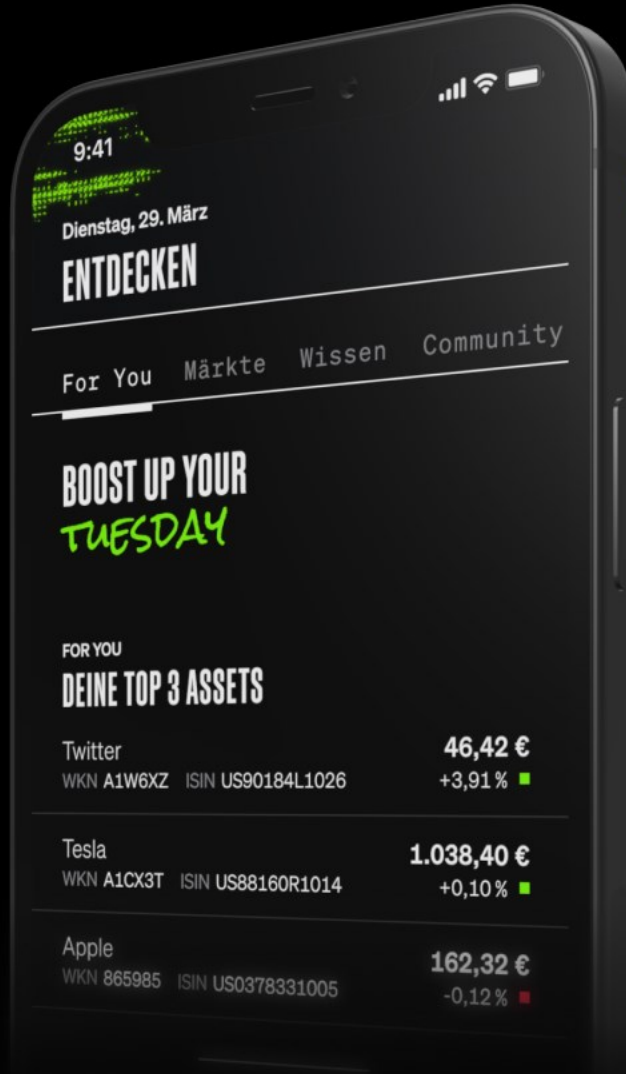 9:41
Dienstag, 29. März
ENTDECKEN
For You Märkte Wissen Community
BOOST UP YOUR
TUESDAY
FOR YOU
DEINE TOP 3 ASSETS
Twitter 46,42 €
WKN A1W6XZ ISIN US90184L1026 +3,91 %
Tesla 1.038,40 €
WKN A1CX3T ISIN US88160R1014 +0,10 %
Apple 162,32 €
WKN 865985 ISIN US0378331005 -0,12 %